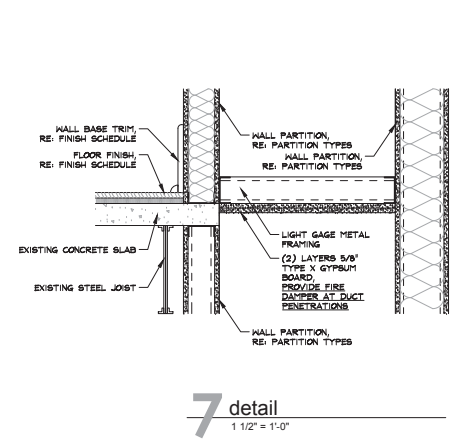 WALL BASE TRIM,
RE: FINISH SCHEDULE
FLOOR FINISH,
RE: FINISH SCHEDULE
EXISTING CONCRETE SLAB
EXISTING STEEL JOIST
WALL PARTITION,
RE: PARTITION TYPES
WALL PARTITION,
RE: PARTITION TYPES
LIGHT GAGE METAL
FRAMING
(2) LAYERS 5/8"
TYPE X GYPSUM
BOARD,
PROVIDE FIRE
DAMPER AT DUCT
PENETRATIONS
WALL PARTITION,
RE: PARTITION TYPES
7 detail
1 1/2" = 1'-0"